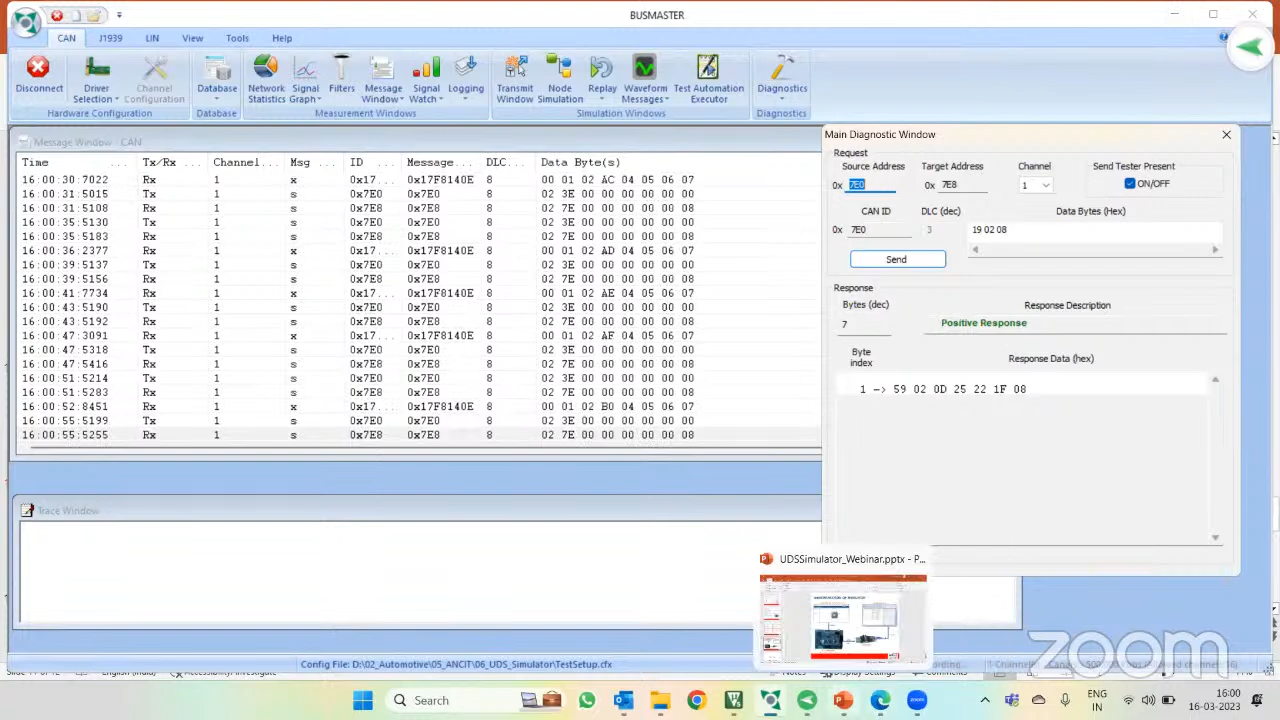 BUSMASTER
CAN J1939 LIN View Tools Help
Disconnect Driver Selection Channel Configuration Database Network Statistics Signal Graph Filters Message Window Signal Watch Logging Transmit Window Node Simulation Replay Waveform Messages Test Automation Executor Diagnostics
Hardware Configuration Database Measurement Windows Simulation Windows Diagnostics
Message Window - CAN
Time ... Tx/Rx ... Channel... Msg ... ID ... Message... DLC... Data Byte(s)
16:00:30:7022 Rx 1 x 0x17... 0x17F8140E 8 00 01 02 AC 04 05 06 07
16:00:31:5015 Tx 1 s 0x7E0 0x7E0 8 02 3E 00 00 00 00 00 00
16:00:31:5108 Rx 1 s 0x7E8 0x7E8 8 02 7E 00 00 00 00 00 08
16:00:35:5130 Tx 1 s 0x7E0 0x7E0 8 02 3E 00 00 00 00 00 00
16:00:35:5183 Rx 1 s 0x7E8 0x7E8 8 02 7E 00 00 00 00 00 08
16:00:36:2377 Rx 1 x 0x17... 0x17F8140E 8 00 01 02 AD 04 05 06 07
16:00:39:5137 Tx 1 s 0x7E0 0x7E0 8 02 3E 00 00 00 00 00 00
16:00:39:5156 Rx 1 s 0x7E8 0x7E8 8 02 7E 00 00 00 00 00 08
16:00:41:7734 Rx 1 x 0x17... 0x17F8140E 8 00 01 02 AE 04 05 06 07
16:00:43:5190 Tx 1 s 0x7E0 0x7E0 8 02 3E 00 00 00 00 00 00
16:00:43:5192 Rx 1 s 0x7E8 0x7E8 8 02 7E 00 00 00 00 00 08
16:00:47:3091 Rx 1 x 0x17... 0x17F8140E 8 00 01 02 AF 04 05 06 07
16:00:47:5318 Tx 1 s 0x7E0 0x7E0 8 02 3E 00 00 00 00 00 00
16:00:47:5416 Rx 1 s 0x7E8 0x7E8 8 02 7E 00 00 00 00 00 08
16:00:51:5214 Tx 1 s 0x7E0 0x7E0 8 02 3E 00 00 00 00 00 00
16:00:51:5283 Rx 1 s 0x7E8 0x7E8 8 02 7E 00 00 00 00 00 08
16:00:52:8451 Rx 1 x 0x17... 0x17F8140E 8 00 01 02 B0 04 05 06 07
16:00:55:5199 Tx 1 s 0x7E0 0x7E0 8 02 3E 00 00 00 00 00 00
16:00:55:5255 Rx 1 s 0x7E8 0x7E8 8 02 7E 00 00 00 00 00 08
Trace Window
Main Diagnostic Window
Request
Source Address Target Address Channel Send Tester Present
0x 7E0 0x 7E8 1 ON/OFF
CAN ID DLC (dec) Data Bytes (Hex)
0x 7E0 3 19 02 08
Send
Response
Bytes (dec) Response Description
7 Positive Response
Byte index Response Data (hex)
1 -> 59 02 0D 25 22 1F 08
UDSSimulator_Webinar.pptx - P...
Config File: D:\02_Automotive\05_ANCIT\06_UDS_Simulator\TestSetup.cfx
zoom
Search
ENG
IN
16:00
16-03-2023